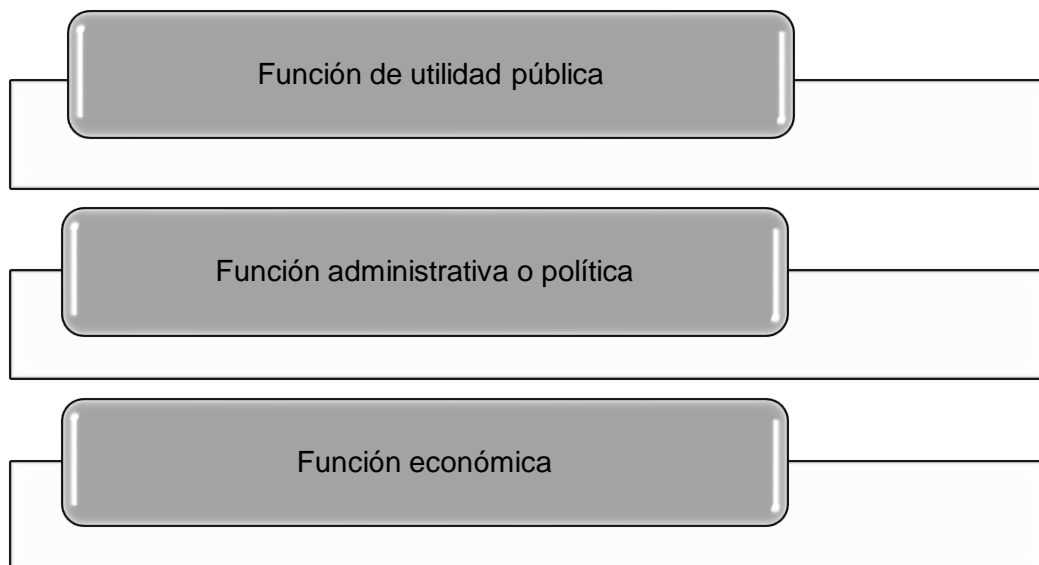 Función de utilidad pública
Función administrativa o política
Función económica